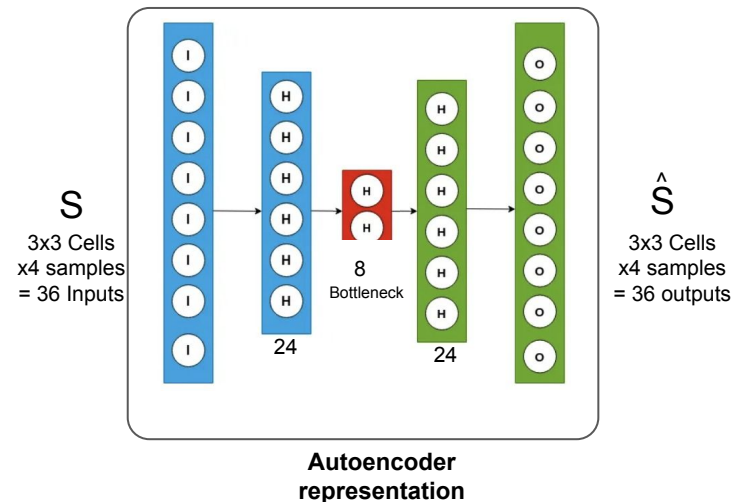 S
3x3 Cells
x4 samples
= 36 Inputs
I
I
I
I
I
I
I
I
H
H
H
H
H
H
24
H
H
8
Bottleneck
H
H
H
H
H
H
24
O
O
O
O
O
O
O
O
Ŝ
3x3 Cells
x4 samples
= 36 outputs
Autoencoder
representation